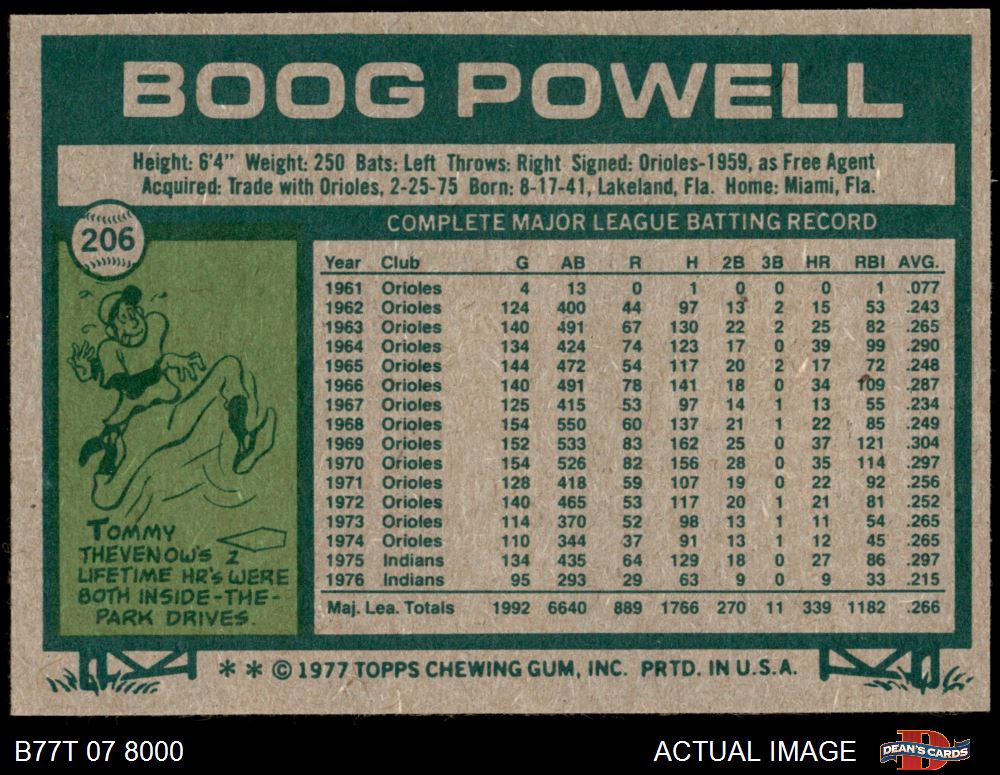 BOOG POWELL
Height: 6'4" Weight: 250 Bats: Left Throws: Right Signed: Orioles-1959, as Free Agent
Acquired: Trade with Orioles, 2-25-75 Born: 8-17-41, Lakeland, Fla. Home: Miami, Fla.
206
COMPLETE MAJOR LEAGUE BATTING RECORD
Year Club G AB R H 2B 3B HR RBI AVG.
1961 Orioles 4 13 0 1 0 0 0 1 .077
1962 Orioles 124 400 44 97 13 2 15 53 .243
1963 Orioles 140 491 67 130 22 2 25 82 .265
1964 Orioles 134 424 74 123 17 0 39 99 .290
1965 Orioles 144 472 54 117 20 2 17 72 .248
1966 Orioles 140 491 78 141 18 0 34 109 .287
1967 Orioles 125 415 53 97 14 1 13 55 .234
1968 Orioles 154 550 60 137 21 1 22 85 .249
1969 Orioles 152 533 83 162 25 0 37 121 .304
1970 Orioles 154 526 82 156 28 0 35 114 .297
1971 Orioles 128 418 59 107 19 0 22 92 .256
1972 Orioles 140 465 53 117 20 1 21 81 .252
1973 Orioles 114 370 52 98 13 1 11 54 .265
1974 Orioles 110 344 37 91 13 1 12 45 .265
1975 Indians 134 435 64 129 18 0 27 86 .297
1976 Indians 95 293 29 63 9 0 9 33 .215
Maj. Lea. Totals 1992 6640 889 1766 270 11 339 1182 .266
TOMMY
THEVENOW'S 2
LIFETIME HR'S WERE
BOTH INSIDE-THE-
PARK DRIVES.
** © 1977 TOPPS CHEWING GUM, INC. PRTD. IN U.S.A.
B77T 07 8000
ACTUAL IMAGE
DEAN'S CARDS